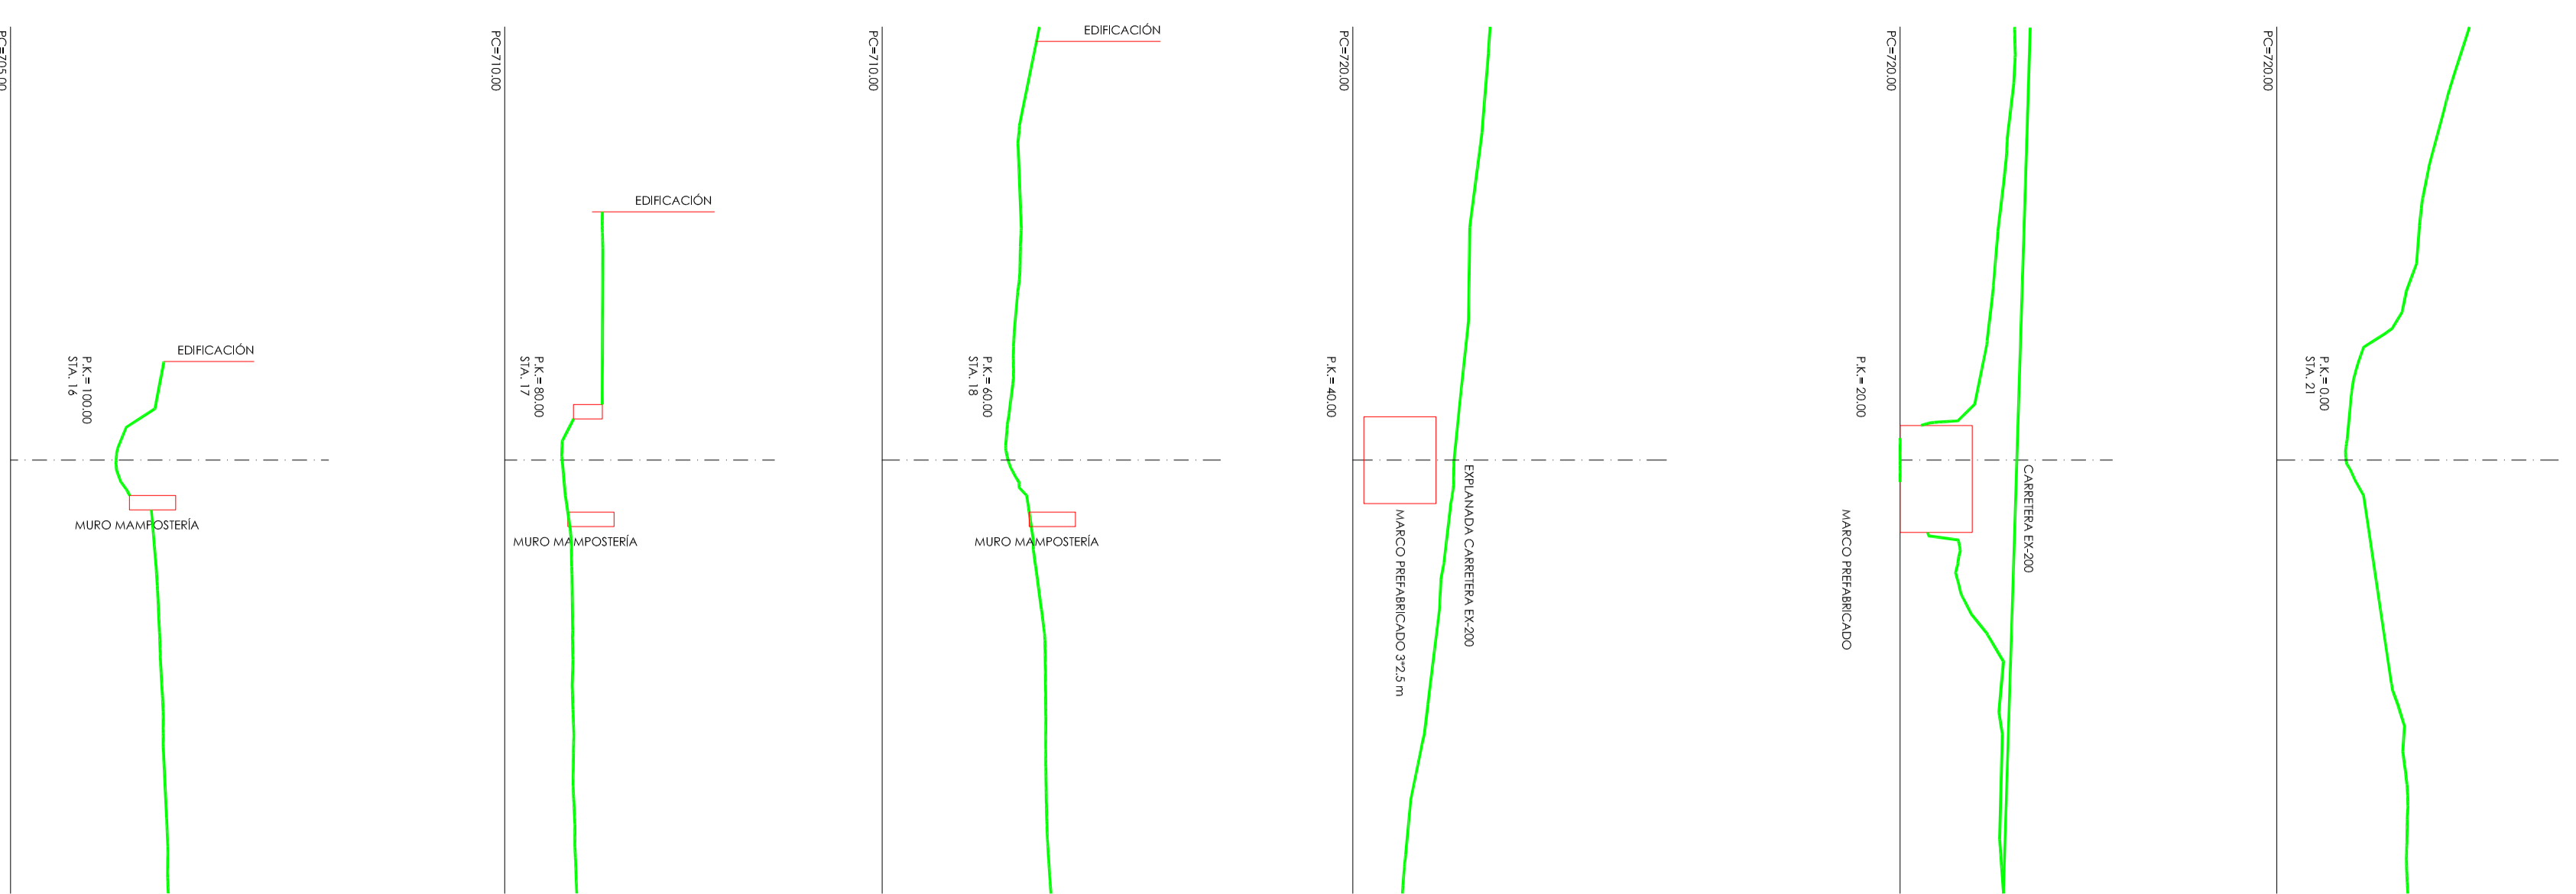 PC=705.00
P.K.= 100.00
STA. 16
EDIFICACIÓN
MURO MAMPOSTERÍA
PC=710.00
P.K.= 80.00
STA. 17
EDIFICACIÓN
MURO MAMPOSTERÍA
PC=710.00
P.K.= 60.00
STA. 18
EDIFICACIÓN
MURO MAMPOSTERÍA
PC=720.00
P.K.= 40.00
EXPLANADA CARRETERA EX-200
MARCO PREFABRICADO 3*2.5 m
PC=720.00
P.K.= 20.00
CARRETERA EX-200
MARCO PREFABRICADO
PC=720.00
P.K.= 0.00
STA. 21